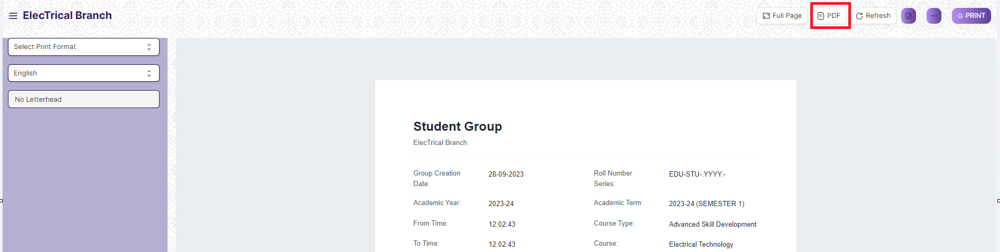 ElecTrical Branch
Full Page
PDF
Refresh
...
PRINT
Select Print Format
English
No Letterhead
Student Group
ElecTrical Branch
Group Creation Date: 28-09-2023
Roll Number Series: EDU-STU-.YYYY.-
Academic Year: 2023-24
Academic Term: 2023-24 (SEMESTER 1)
From Time: 12:02:43
Course Type: Advanced Skill Development
To Time: 12:02:43
Course: Electrical Technology